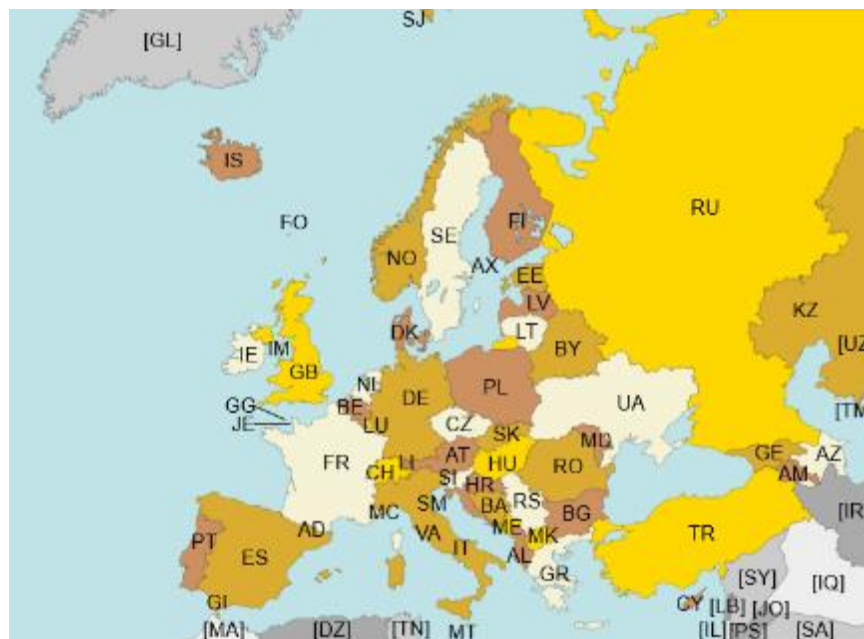 SJ
[GL]
IS
RU
FO
FI
SE
NO
AX
EE
LV
KZ
DK
LT
[UZ
IE
IM
BY
GB
NL
PL
DE
GG
BE
UA
[TM]
JE
LU
CZ
SK
MD
GE
AZ
FR
AT
CH
LI
HU
RO
AM
SI
HR
[IR]
SM
BA
RS
MC
BG
AD
VA
ME
MK
TR
PT
ES
IT
AL
GR
[SY]
[IQ]
GI
CY
[LB]
[JO]
[MA]
[DZ]
[TN]
MT
[IL]
[PS]
[SA]